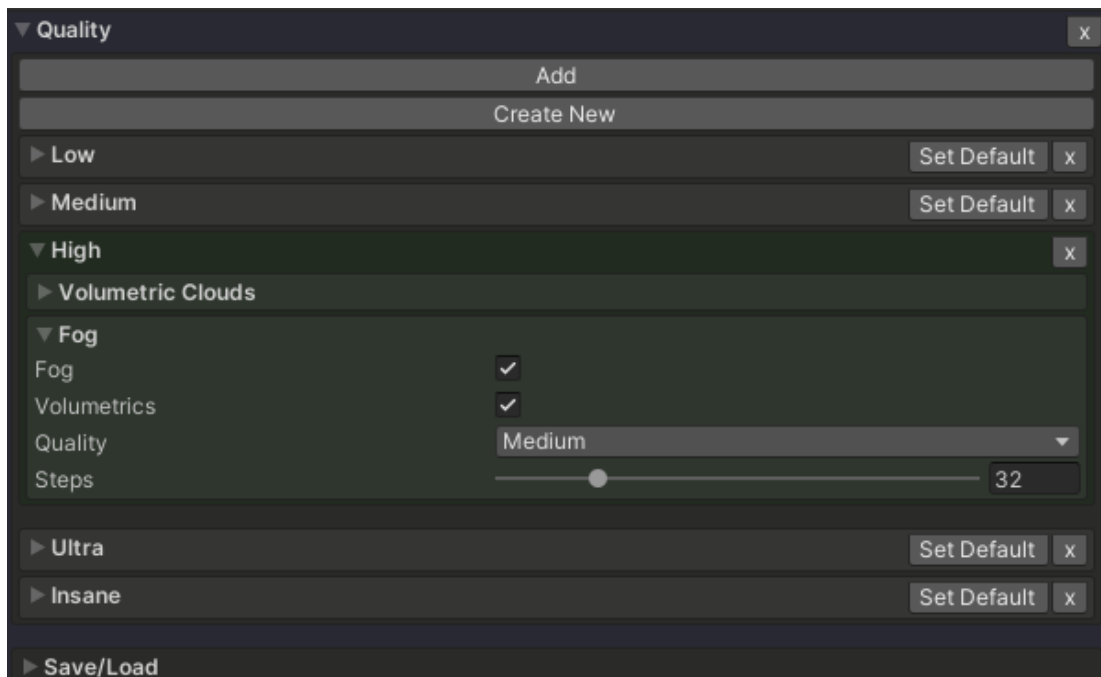 Quality x
Add
Create New
Low Set Default x
Medium Set Default x
High x
Volumetric Clouds
Fog
Fog
Volumetrics
Quality Medium
Steps 32
Ultra Set Default x
Insane Set Default x
Save/Load